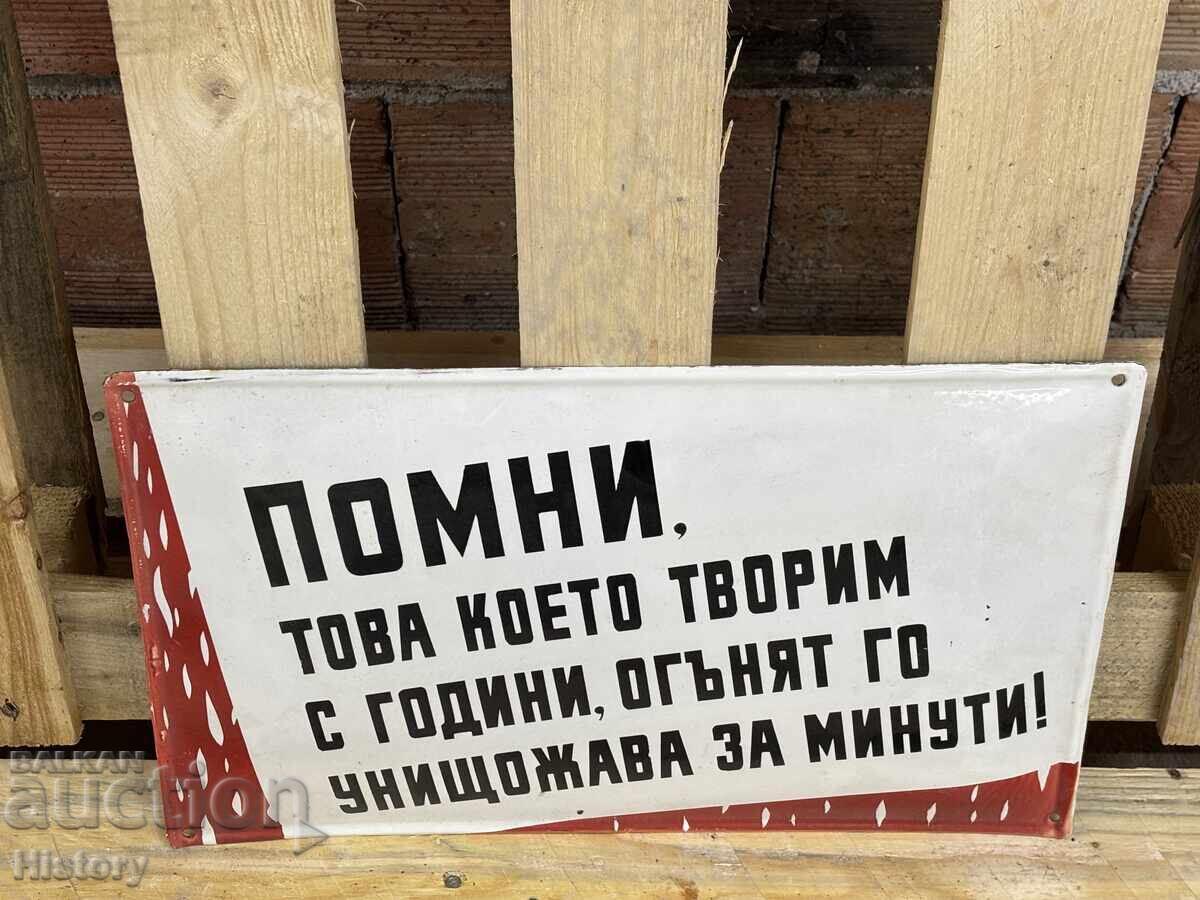 ПОМНИ,
ТОВА КОЕТО ТВОРИМ
С ГОДИНИ, ОГЪНЯТ ГО
УНИЩОЖАВА ЗА МИНУТИ!
BALKAN
auction
History